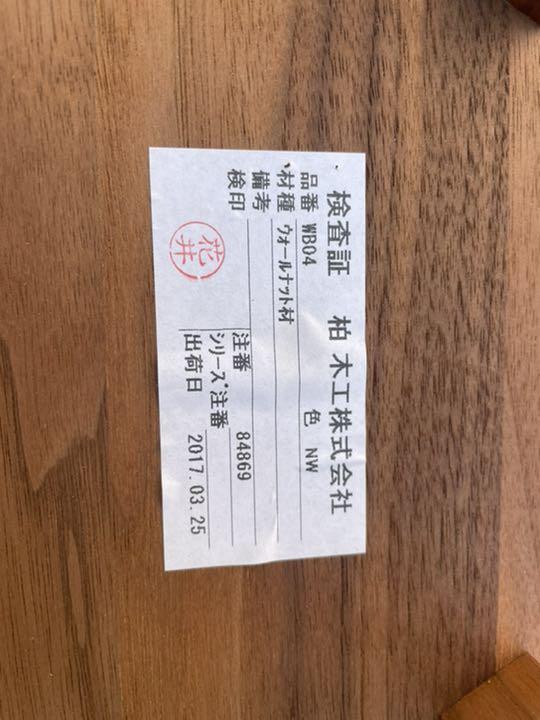 検査証 柏木工株式会社
品番 WB04 色 NW
材種 ウォールナット材
備考
検印 注番 84869
シリーズ注番
出荷日 2017.03.25
花井